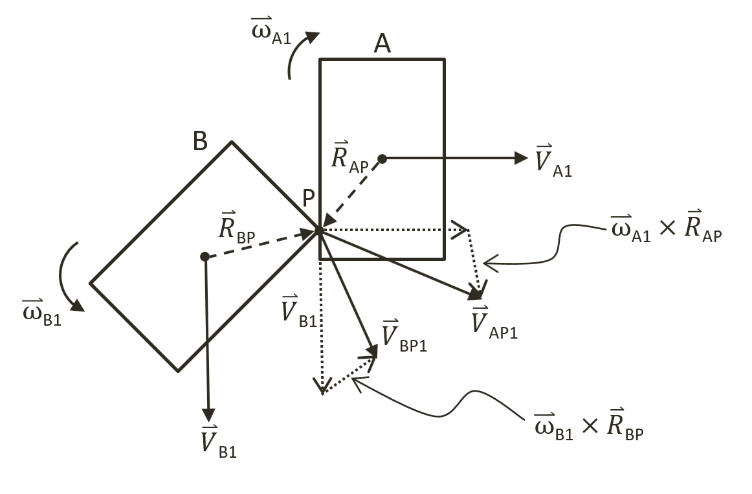 ω⃗A1
A
B
R⃗AP
V⃗A1
P
R⃗BP
ω⃗A1 × R⃗AP
ω⃗B1
V⃗B1
V⃗AP1
V⃗BP1
ω⃗B1 × R⃗BP
V⃗B1